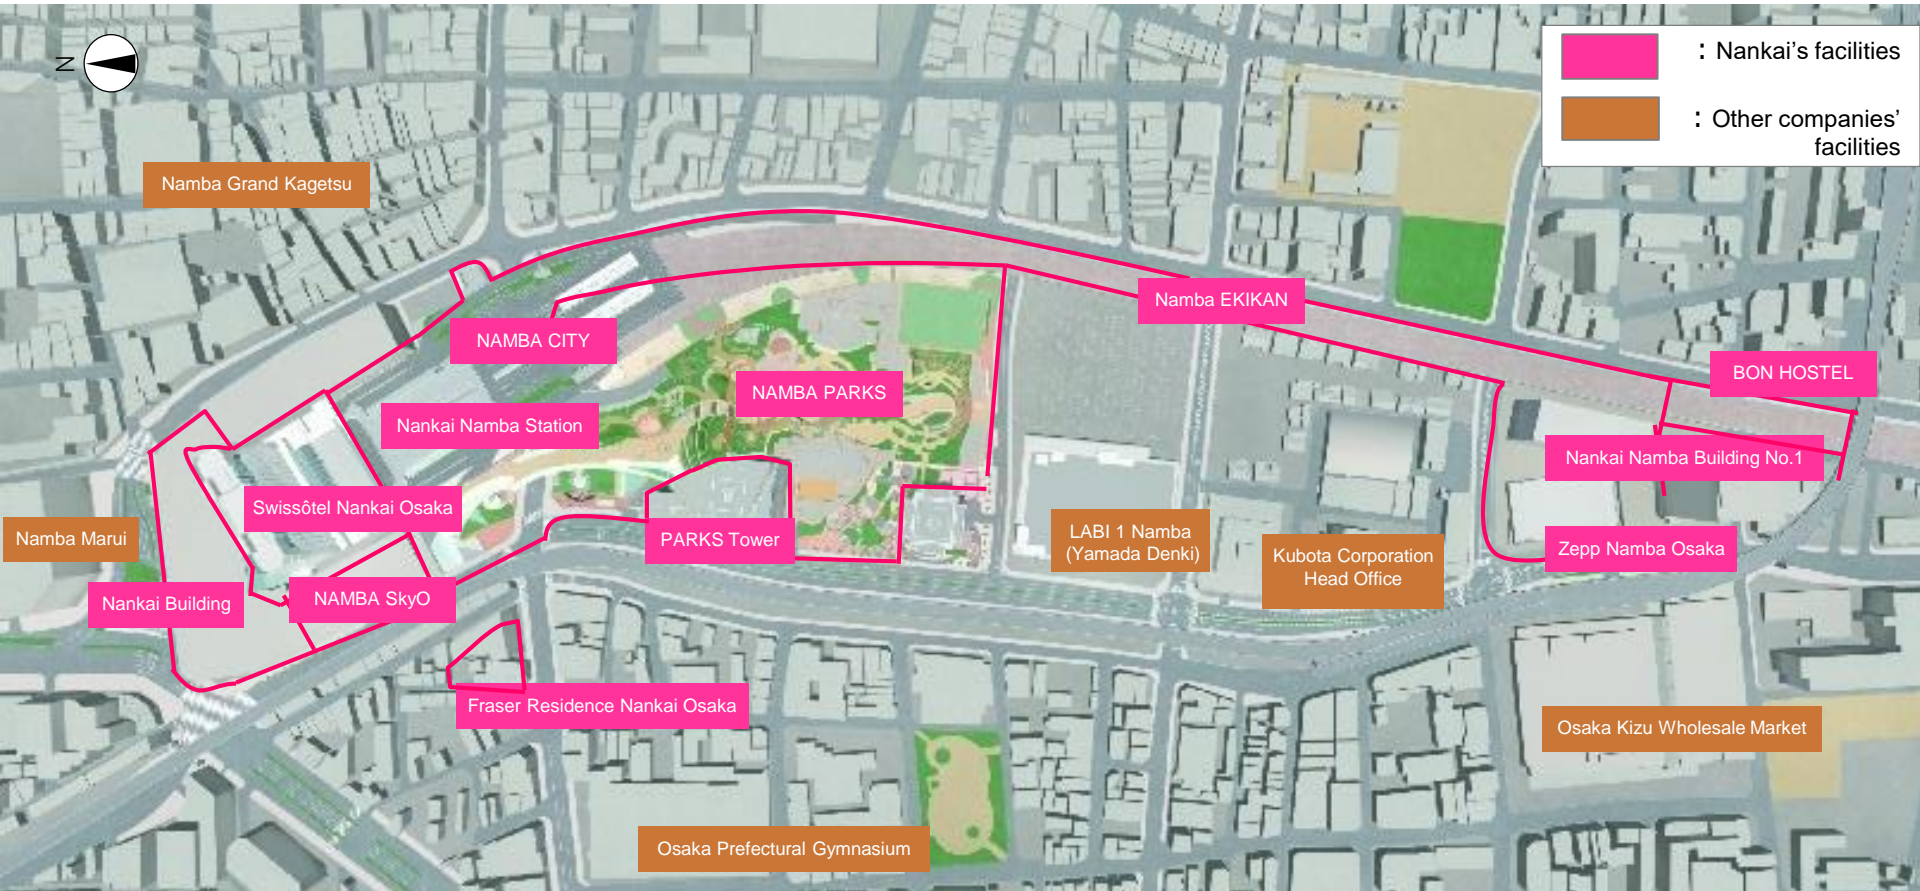 N
: Nankai's facilities
: Other companies'
facilities
Namba Grand Kagetsu
Namba EKIKAN
NAMBA CITY
BON HOSTEL
NAMBA PARKS
Nankai Namba Station
Nankai Namba Building No.1
Swissôtel Nankai Osaka
Namba Marui
PARKS Tower
LABI 1 Namba
(Yamada Denki)
Kubota Corporation
Head Office
Zepp Namba Osaka
Nankai Building
NAMBA SkyO
Fraser Residence Nankai Osaka
Osaka Kizu Wholesale Market
Osaka Prefectural Gymnasium